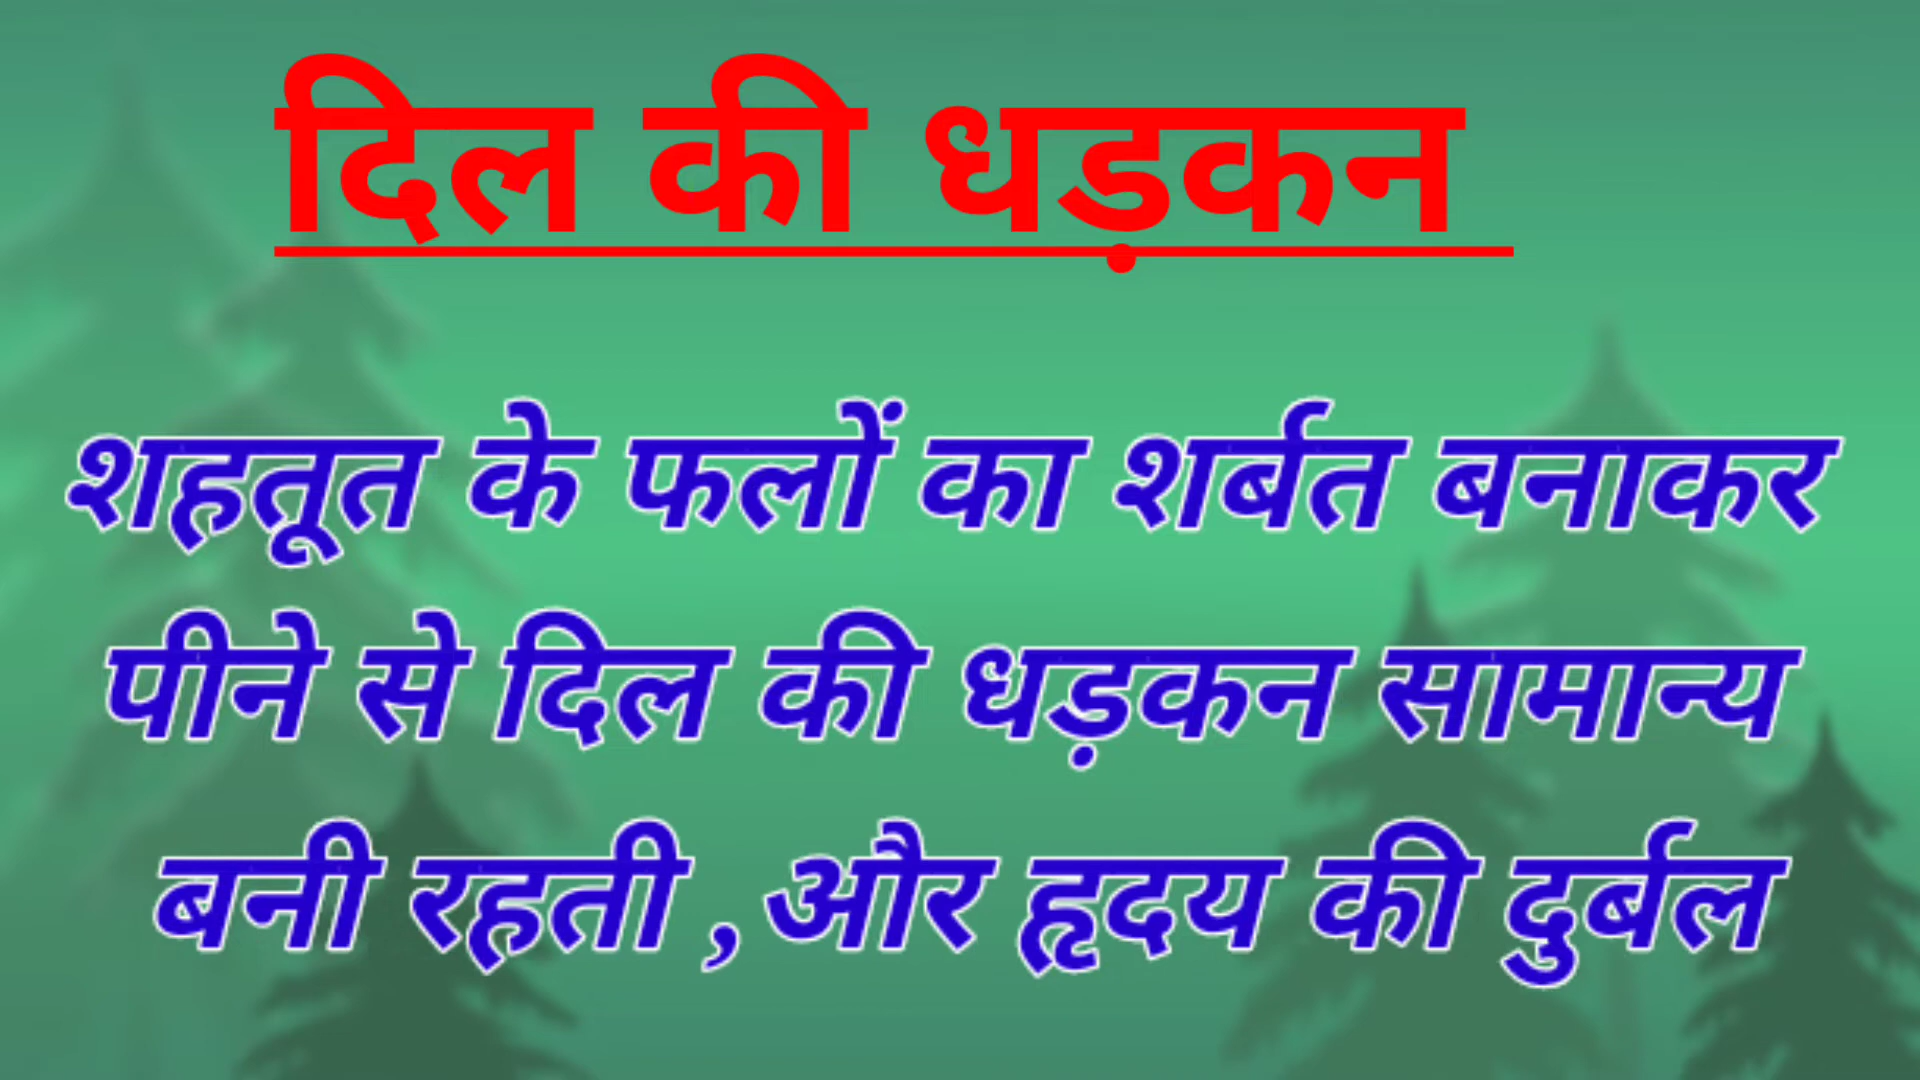 दिल की धड़कन
शहतूत के फलों का शर्बत बनाकर
पीने से दिल की धड़कन सामान्य
बनी रहती ,और हृदय की दुर्बल